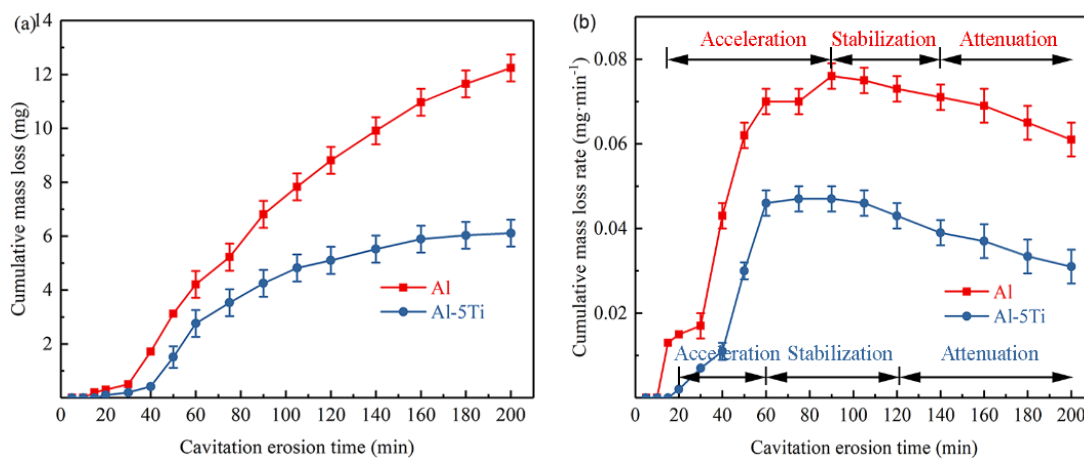 (a)
14
12
10
8
6
4
2
Cumulative mass loss (mg)
Al
Al-5Ti
0 20 40 60 80 100 120 140 160 180 200
Cavitation erosion time (min)
(b)
Acceleration Stabilization Attenuation
0.08
0.06
0.04
0.02
0.00
Cumulative mass loss rate (mg·min⁻¹)
Al
Al-5Ti
Acceleration Stabilization Attenuation
0 20 40 60 80 100 120 140 160 180 200
Cavitation erosion time (min)